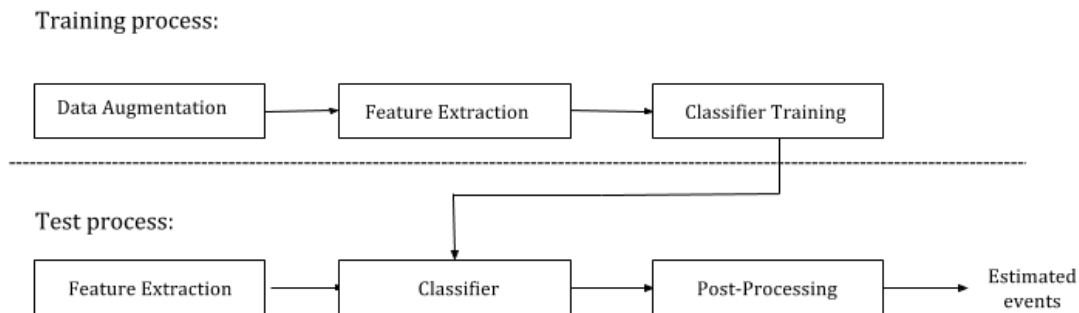 Training process:
Data Augmentation
Feature Extraction
Classifier Training
Test process:
Feature Extraction
Classifier
Post-Processing
Estimated
events